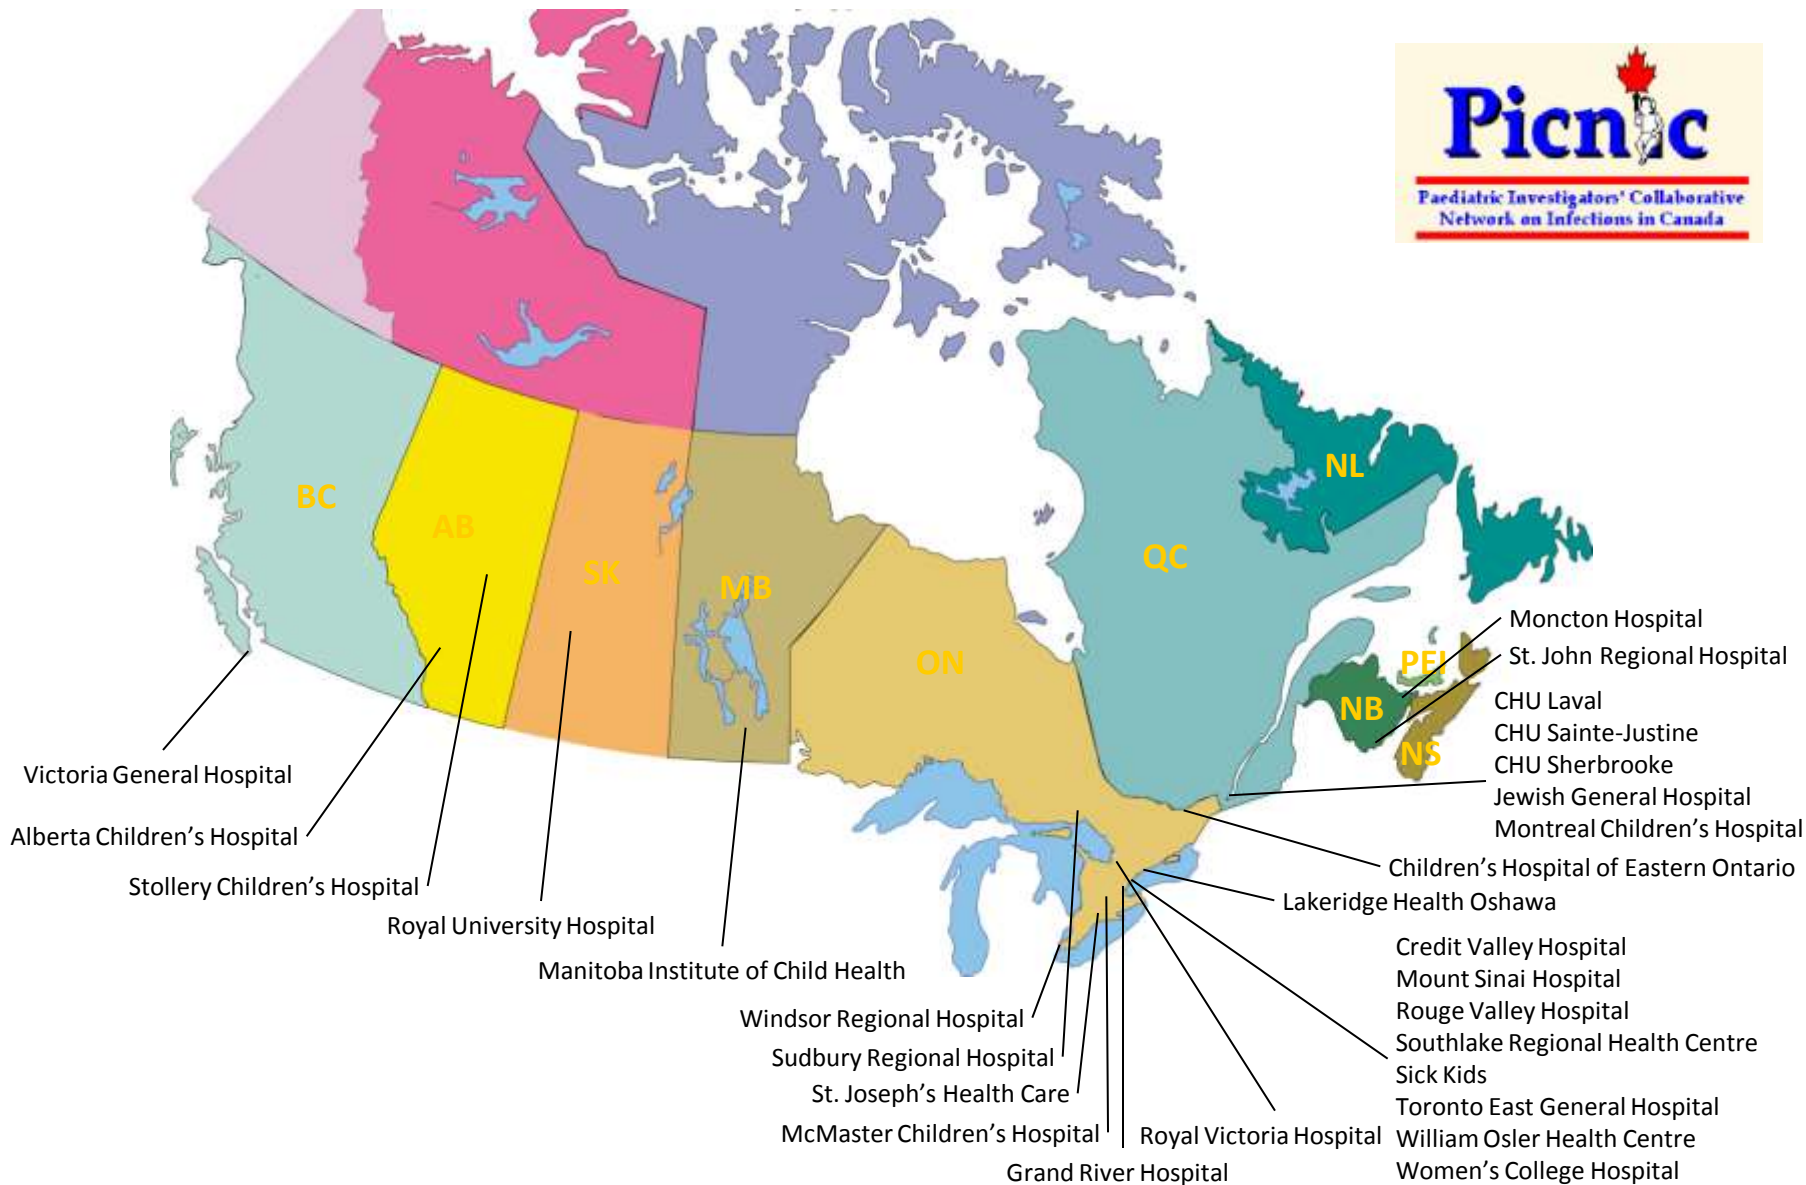 Picnic
Paediatric Investigators' Collaborative
Network on Infections in Canada
NL
BC
AB
QC
SK
MB
Moncton Hospital
St. John Regional Hospital
ON
PEI
NB
NS
CHU Laval
CHU Sainte-Justine
CHU Sherbrooke
Jewish General Hospital
Montreal Children’s Hospital
Victoria General Hospital
Alberta Children’s Hospital
Stollery Children’s Hospital
Royal University Hospital
Manitoba Institute of Child Health
Children’s Hospital of Eastern Ontario
Lakeridge Health Oshawa
Windsor Regional Hospital
Sudbury Regional Hospital
St. Joseph’s Health Care
McMaster Children’s Hospital
Grand River Hospital
Royal Victoria Hospital
Credit Valley Hospital
Mount Sinai Hospital
Rouge Valley Hospital
Southlake Regional Health Centre
Sick Kids
Toronto East General Hospital
William Osler Health Centre
Women’s College Hospital